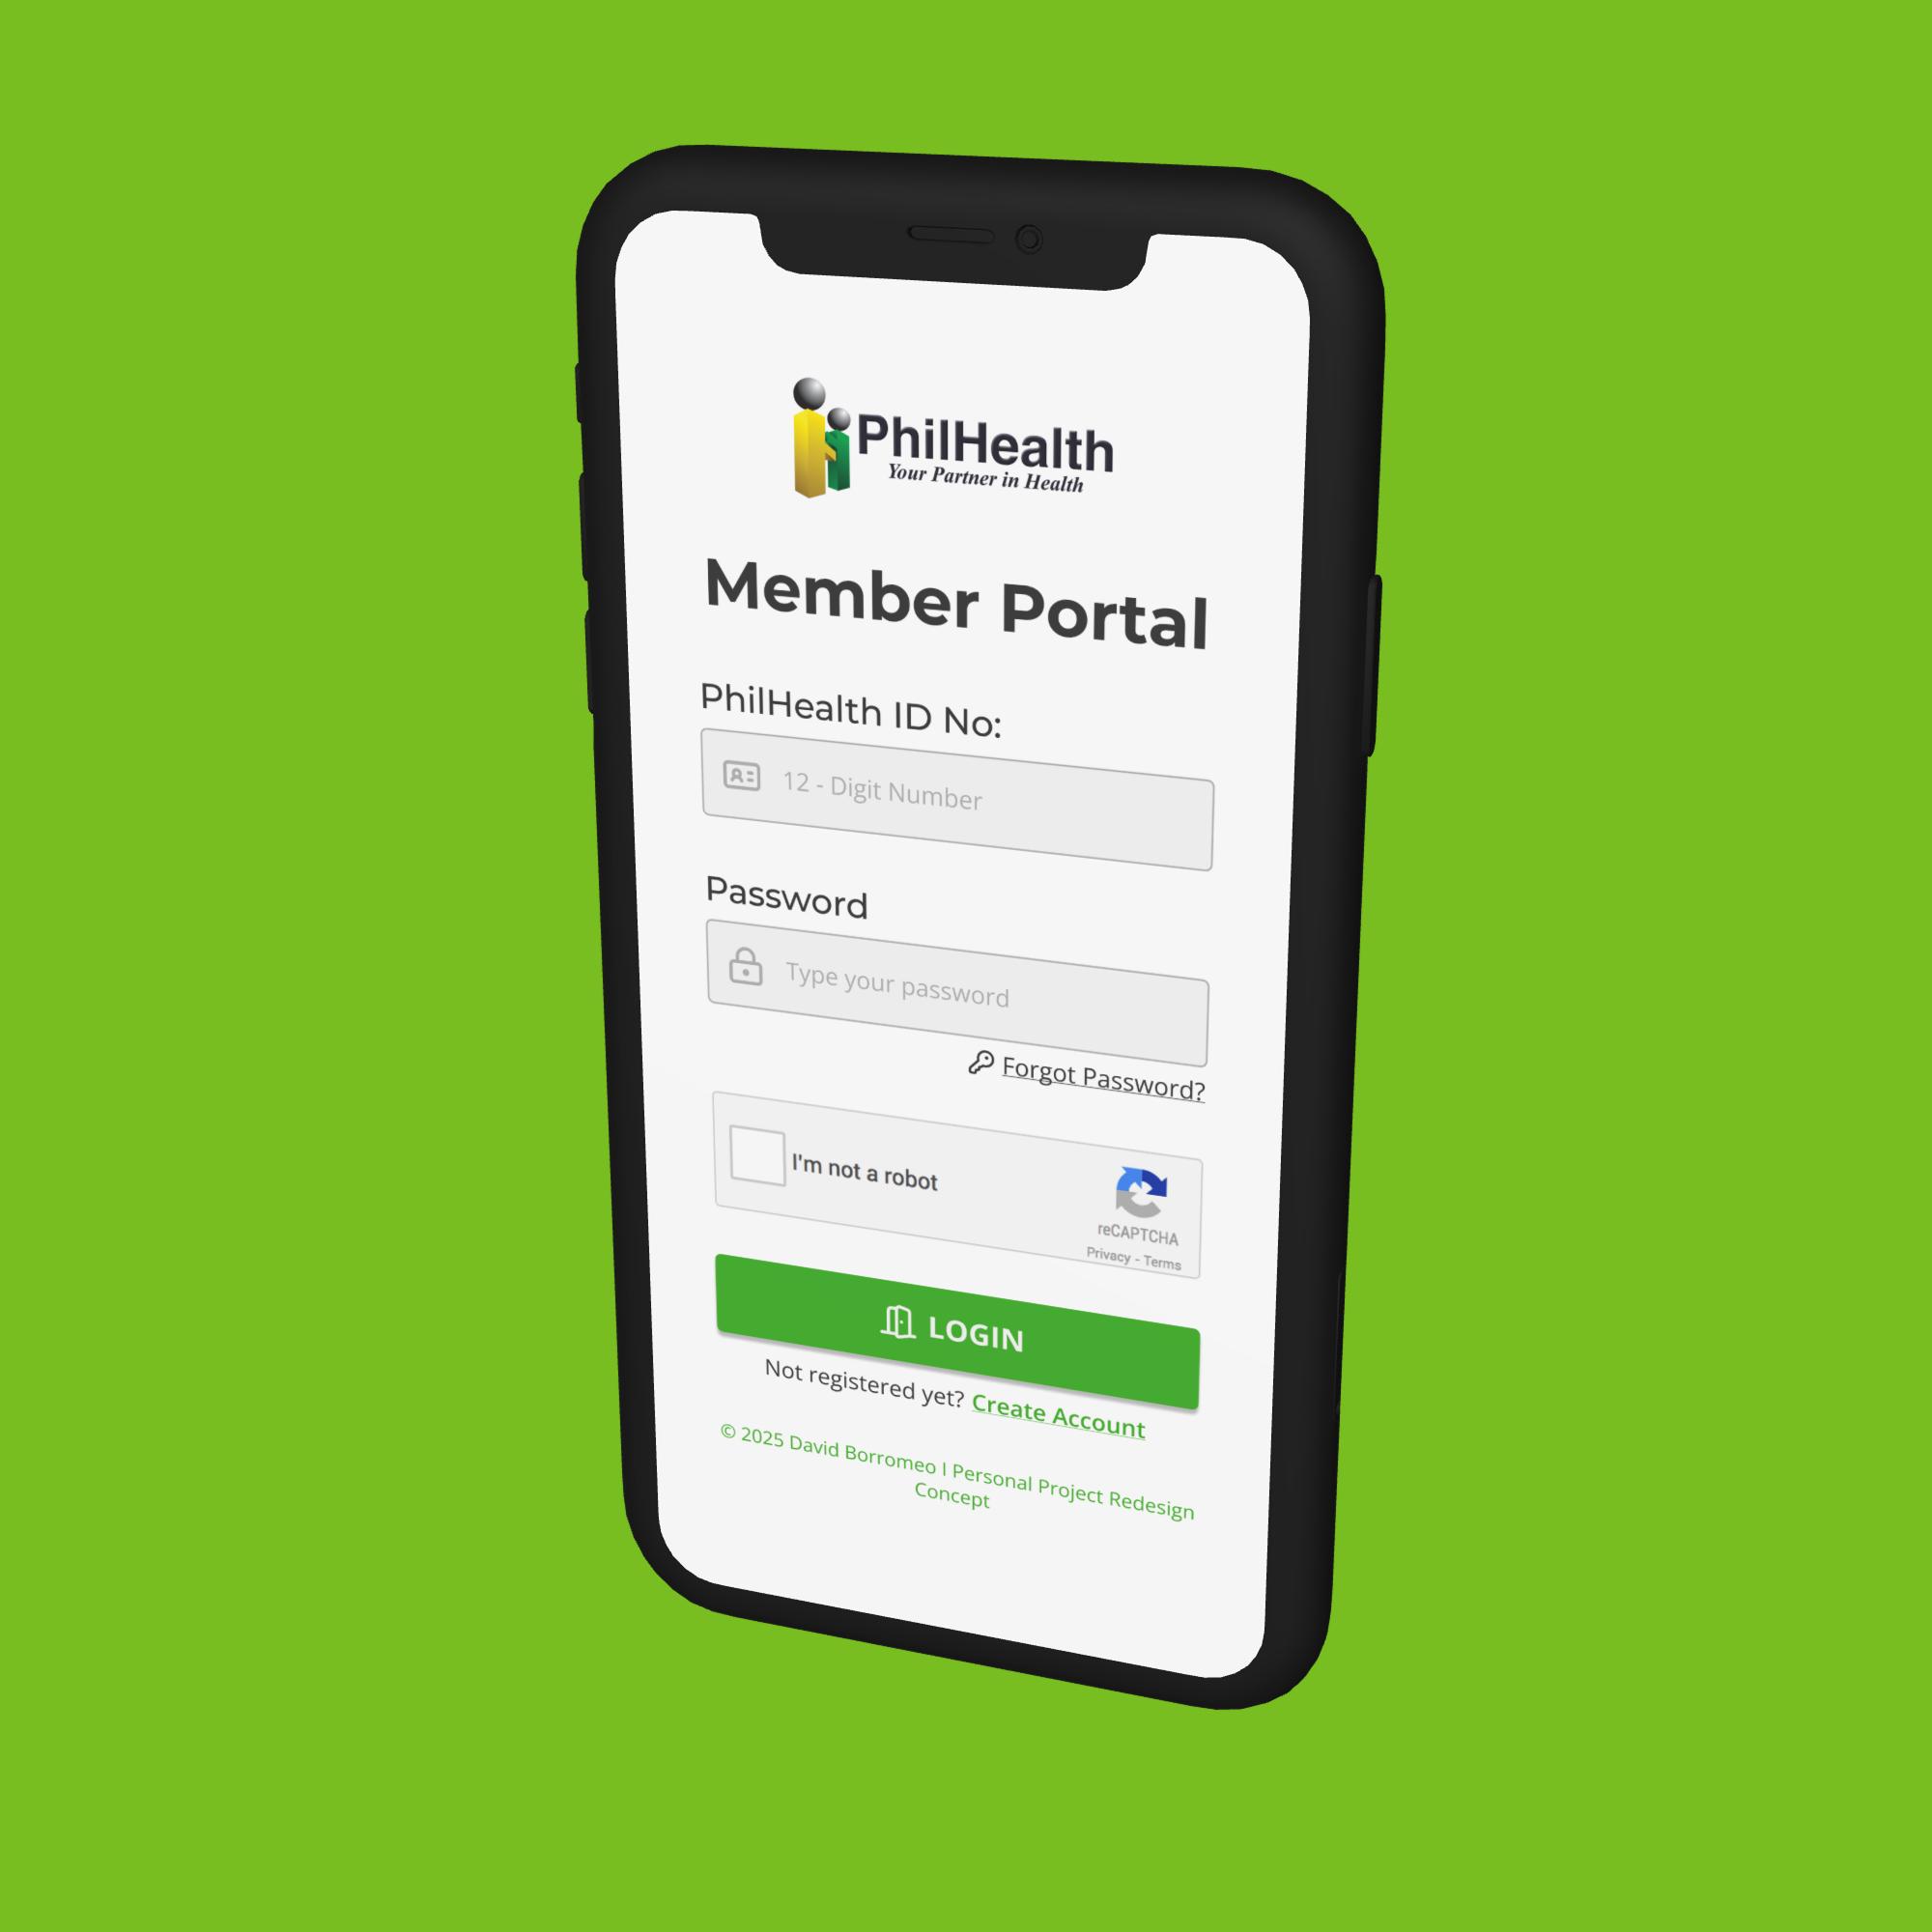 PhilHealth
Your Partner in Health
Member Portal
PhilHealth ID No:
12 - Digit Number
Password
Type your password
Forgot Password?
I'm not a robot
reCAPTCHA
Privacy - Terms
LOGIN
Not registered yet? Create Account
© 2025 David Borromeo I Personal Project Redesign
Concept